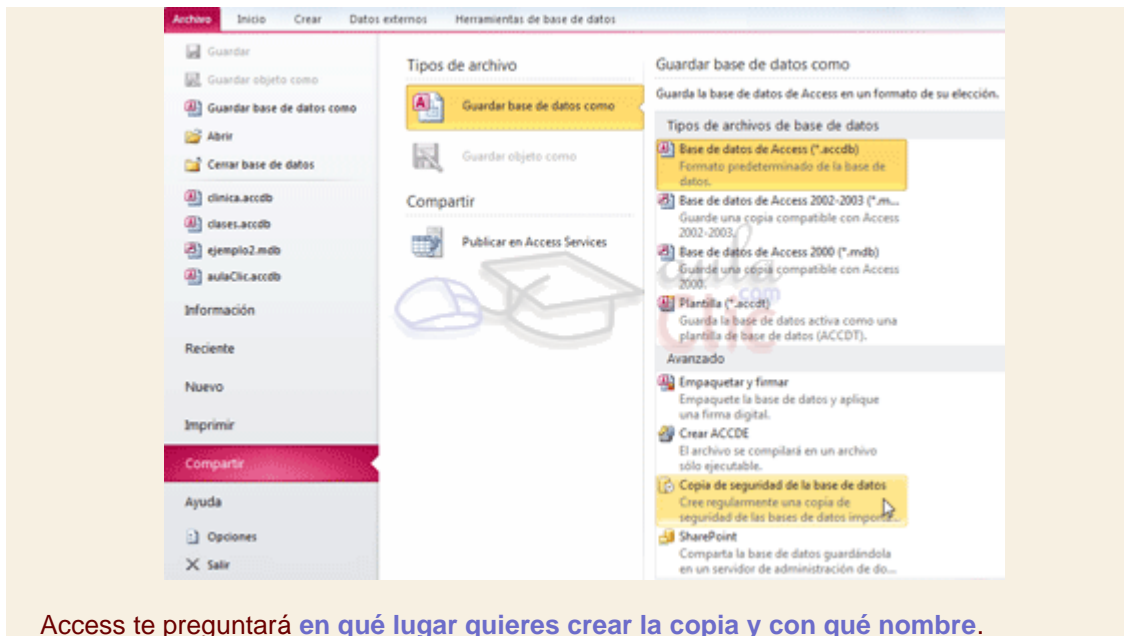 Archivo Inicio Crear Datos externos Herramientas de base de datos
Guardar
Guardar objeto como
Guardar base de datos como
Abrir
Cerrar base de datos
clinica.accdb
clases.accdb
ejemplo2.mdb
aulaClic.accdb
Información
Reciente
Nuevo
Imprimir
Compartir
Ayuda
Opciones
Salir
Tipos de archivo
Guardar base de datos como
Guardar objeto como
Compartir
Publicar en Access Services
Guardar base de datos como
Guarda la base de datos de Access en un formato de su elección.
Tipos de archivos de base de datos
Base de datos de Access (*.accdb)
Formato predeterminado de la base de
datos.
Base de datos de Access 2002-2003 (*.m...
Guarde una copia compatible con Access
2002-2003.
Base de datos de Access 2000 (*.mdb)
Guarde una copia compatible con Access
2000.
Plantilla (*.accdt)
Guarda la base de datos activa como una
plantilla de base de datos (ACCDT).
Avanzado
Empaquetar y firmar
Empaquete la base de datos y aplique
una firma digital.
Crear ACCDE
El archivo se compilará en un archivo
sólo ejecutable.
Copia de seguridad de la base de datos
Cree regularmente una copia de
seguridad de las bases de datos importa...
SharePoint
Comparta la base de datos guardándola
en un servidor de administración de do...
aula
Clic
com
Access te preguntará en qué lugar quieres crear la copia y con qué nombre.